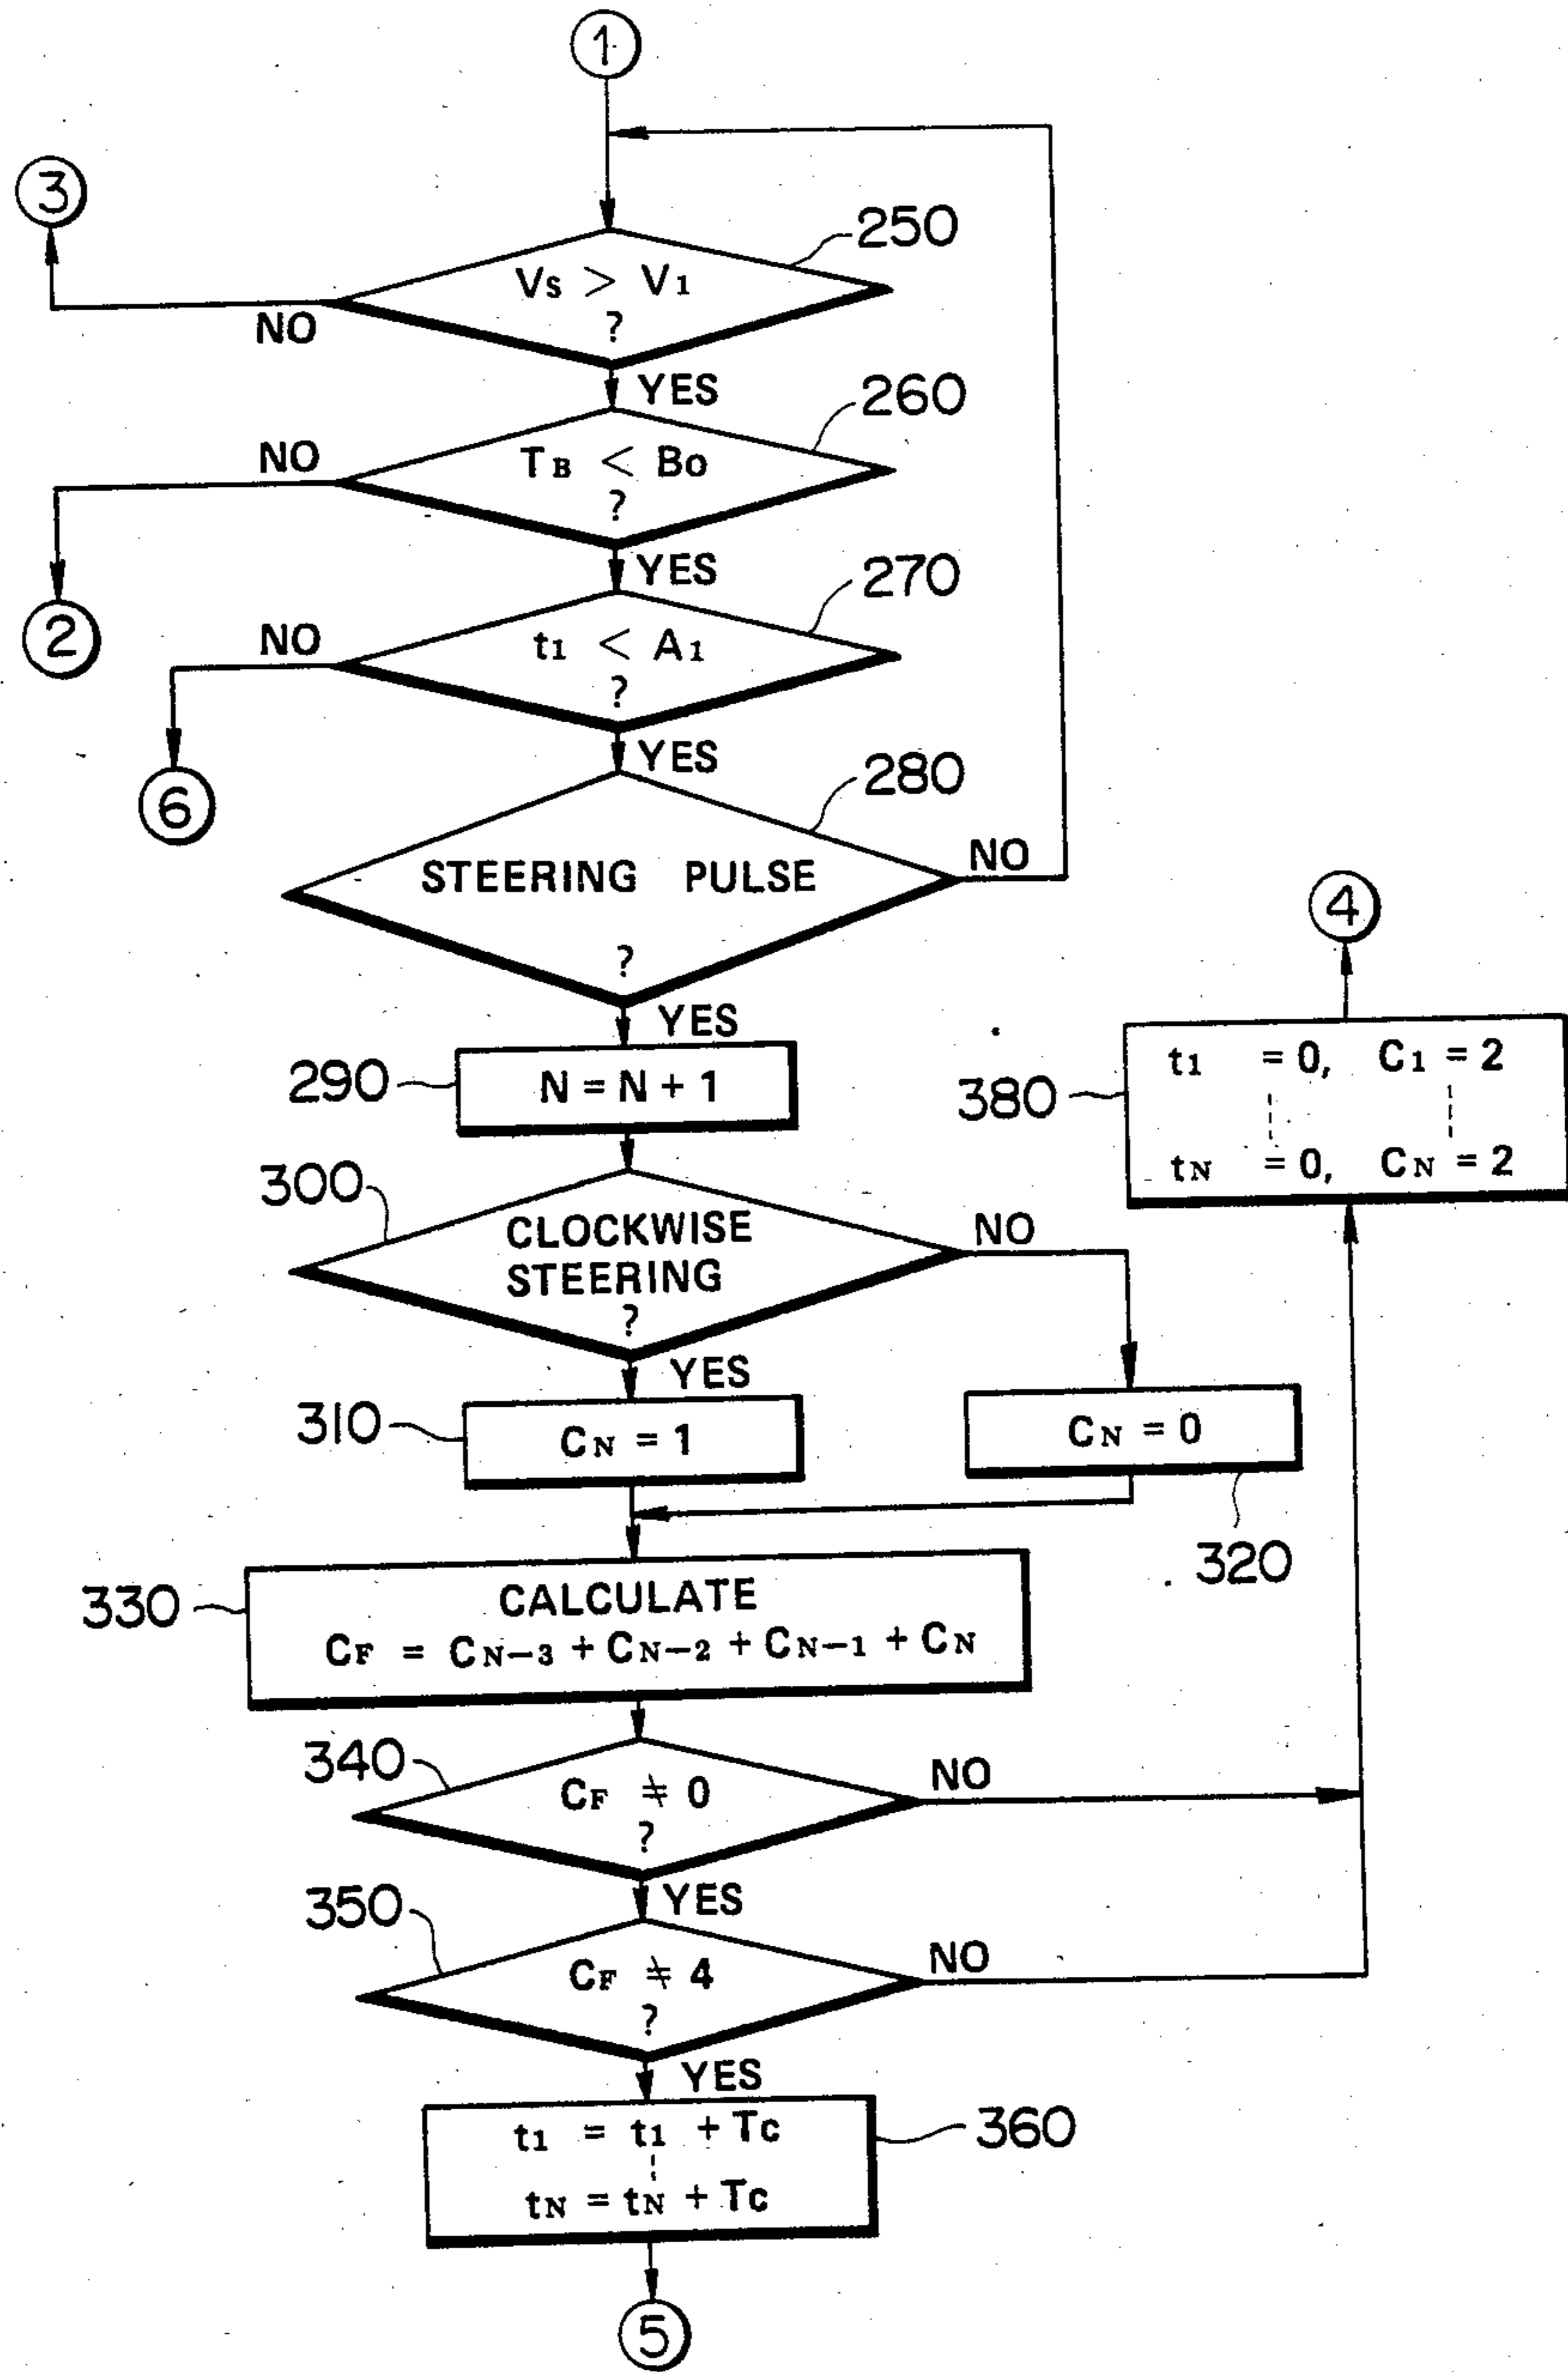 1
3
250
Vs > V1
?
NO
YES
260
NO
TB < Bo
?
2
YES
270
NO
t1 < A1
?
6
YES
280
STEERING PULSE
?
NO
YES
4
290
N = N + 1
380
t1 = 0, C1 = 2
tN = 0, CN = 2
300
CLOCKWISE
STEERING
?
NO
YES
310
CN = 1
CN = 0
320
330
CALCULATE
CF = CN-3 + CN-2 + CN-1 + CN
340
CF ≠ 0
?
NO
YES
350
CF ≠ 4
?
NO
YES
360
t1 = t1 + Tc
tN = tN + Tc
5